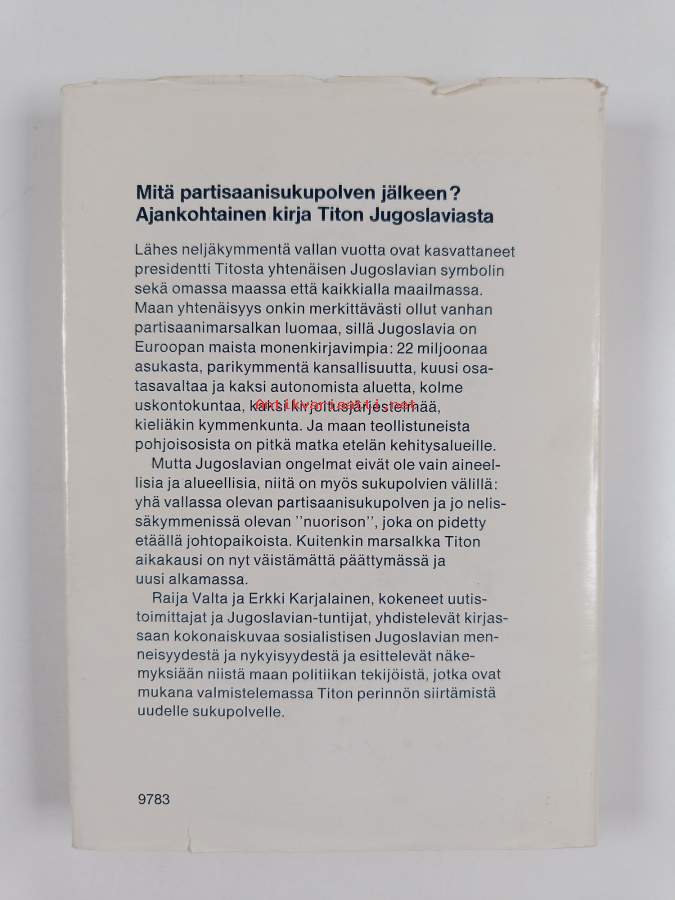 Mitä partisaanisukupolven jälkeen?
Ajankohtainen kirja Titon Jugoslaviasta
Lähes neljäkymmentä vallan vuotta ovat kasvattaneet
presidentti Titosta yhtenäisen Jugoslavian symbolin
sekä omassa maassa että kaikkialla maailmassa.
Maan yhtenäisyys onkin merkittävästi ollut vanhan
partisaanimarsalkan luomaa, sillä Jugoslavia on
Euroopan maista monenkirjavimpia: 22 miljoonaa
asukasta, parikymmentä kansallisuutta, kuusi osa-
tasavaltaa ja kaksi autonomista aluetta, kolme
uskontokuntaa, kaksi kirjoitusjärjestelmää,
Antikvariaatti.net
kieliäkin kymmenkunta. Ja maan teollistuneista
pohjoisosista on pitkä matka etelän kehitysalueille.
Mutta Jugoslavian ongelmat eivät ole vain aineel-
lisia ja alueellisia, niitä on myös sukupolvien välillä:
yhä vallassa olevan partisaanisukupolven ja jo nelis-
säkymmenissä olevan "nuorison", joka on pidetty
etäällä johtopaikoista. Kuitenkin marsalkka Titon
aikakausi on nyt väistämättä päättymässä ja
uusi alkamassa.
Raija Valta ja Erkki Karjalainen, kokeneet uutis-
toimittajat ja Jugoslavian-tuntijat, yhdistelevät kirjas-
saan kokonaiskuvaa sosialistisen Jugoslavian men-
neisyydestä ja nykyisyydestä ja esittelevät näke-
myksiään niistä maan politiikan tekijöistä, jotka ovat
mukana valmistelemassa Titon perinnön siirtämistä
uudelle sukupolvelle.
9783